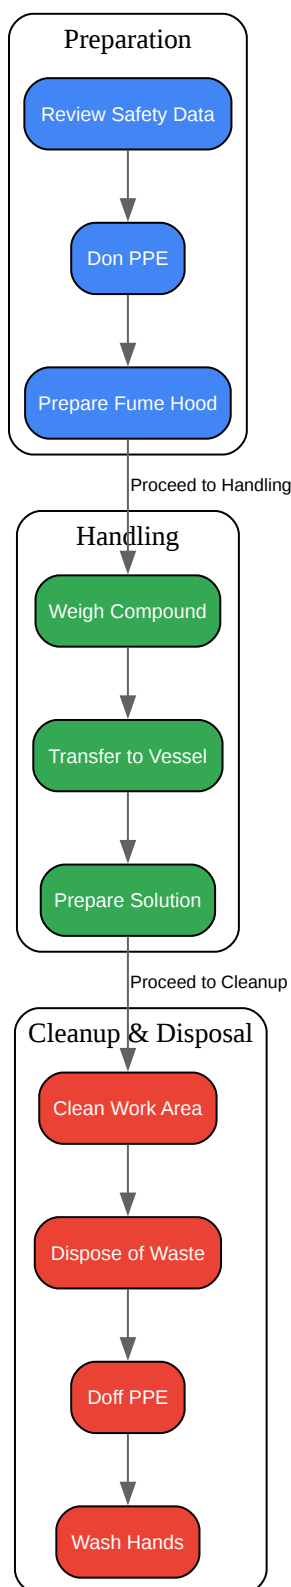 Preparation
Review Safety Data
Don PPE
Prepare Fume Hood
Proceed to Handling
Handling
Weigh Compound
Transfer to Vessel
Prepare Solution
Proceed to Cleanup
Cleanup & Disposal
Clean Work Area
Dispose of Waste
Doff PPE
Wash Hands